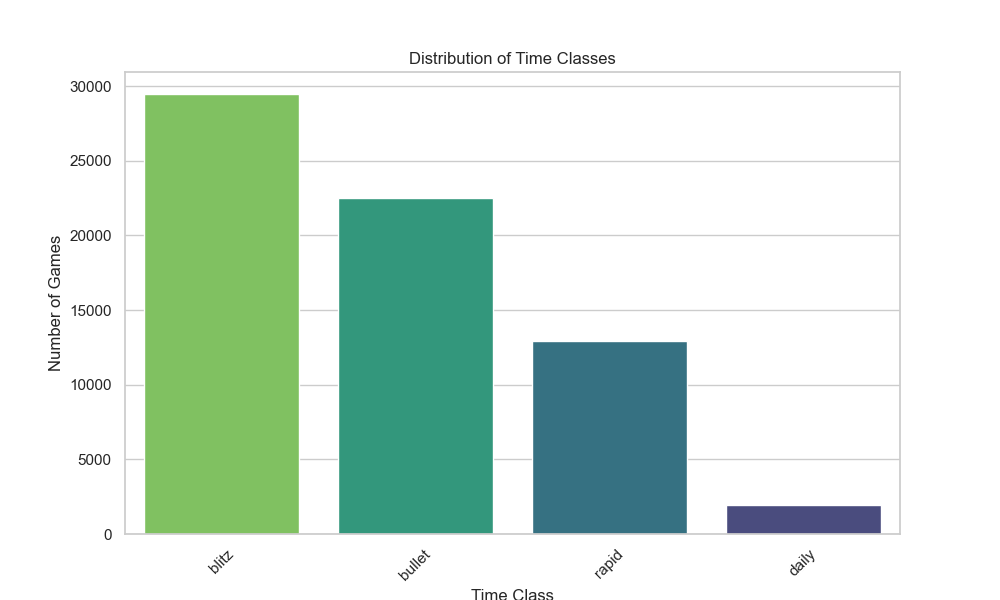 Distribution of Time Classes
30000
25000
20000
15000
10000
5000
0
Number of Games
blitz
bullet
rapid
daily
Time Class